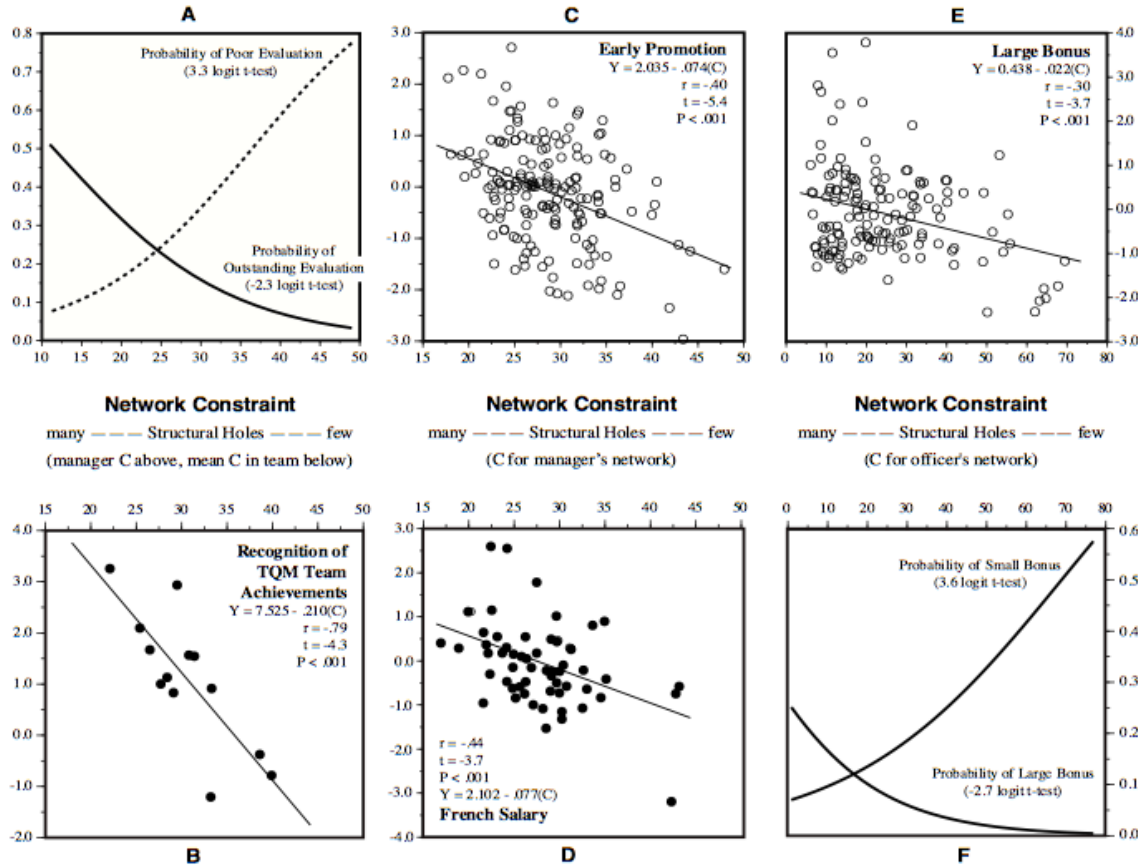 A
C
E
0.8
0.7
0.6
0.5
0.4
0.3
0.2
0.1
0.0
Probability of Poor Evaluation
(3.3 logit t-test)
Probability of
Outstanding Evaluation
(-2.3 logit t-test)
10 15 20 25 30 35 40 45 50
3.0
2.0
1.0
0.0
-1.0
-2.0
-3.0
Early Promotion
Y = 2.035 - .074(C)
r = -.40
t = -5.4
P < .001
15 20 25 30 35 40 45 50
Large Bonus
Y = 0.438 - .022(C)
r = -.30
t = -3.7
P < .001
4.0
3.0
2.0
1.0
0.0
-1.0
-2.0
-3.0
0 10 20 30 40 50 60 70 80
Network Constraint
many ––– Structural Holes ––– few
(manager C above, mean C in team below)
Network Constraint
many ––– Structural Holes ––– few
(C for manager's network)
Network Constraint
many ––– Structural Holes ––– few
(C for officer's network)
15 20 25 30 35 40 45 50
4.0
3.0
2.0
1.0
0.0
-1.0
-2.0
Recognition of
TQM Team
Achievements
Y = 7.525 - .210(C)
r = -.79
t = -4.3
P < .001
15 20 25 30 35 40 45 50
3.0
2.0
1.0
0.0
-1.0
-2.0
-3.0
-4.0
r = -.44
t = -3.7
P < .001
Y = 2.102 - .077(C)
French Salary
0 10 20 30 40 50 60 70 80
Probability of Small Bonus
(3.6 logit t-test)
Probability of Large Bonus
(-2.7 logit t-test)
0.6
0.5
0.4
0.3
0.2
0.1
0.0
B
D
F